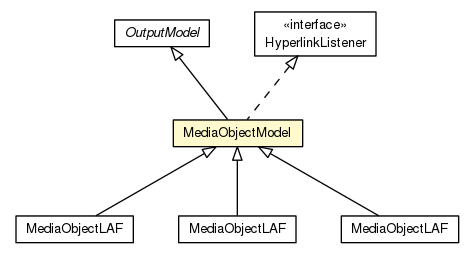 OutputModel
«interface»
HyperlinkListener
MediaObjectModel
MediaObjectLAF
MediaObjectLAF
MediaObjectLAF